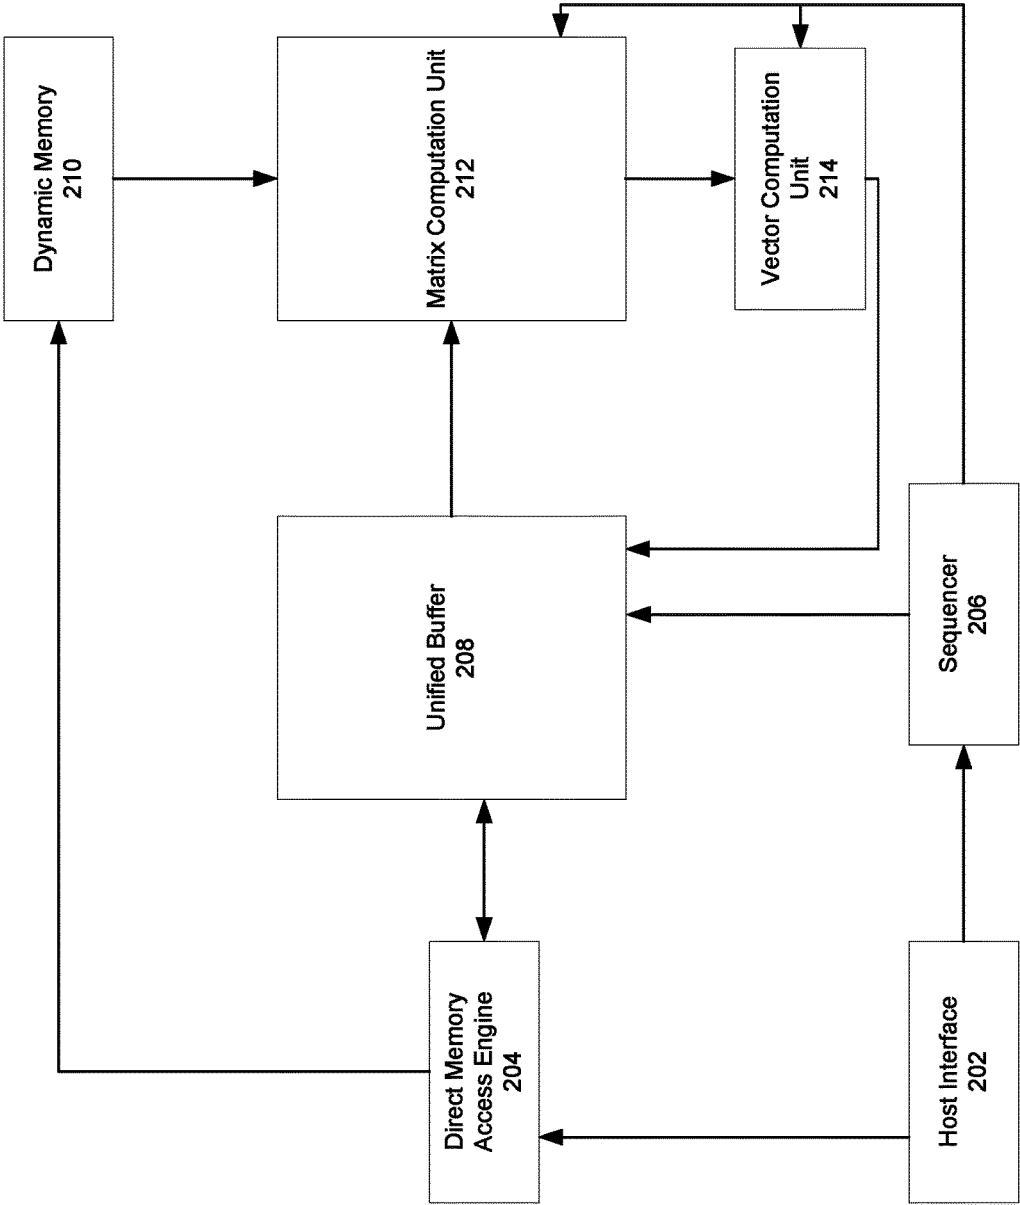 Dynamic Memory
210
Matrix Computation Unit
212
Vector Computation
Unit
214
Unified Buffer
208
Sequencer
206
Direct Memory
Access Engine
204
Host Interface
202